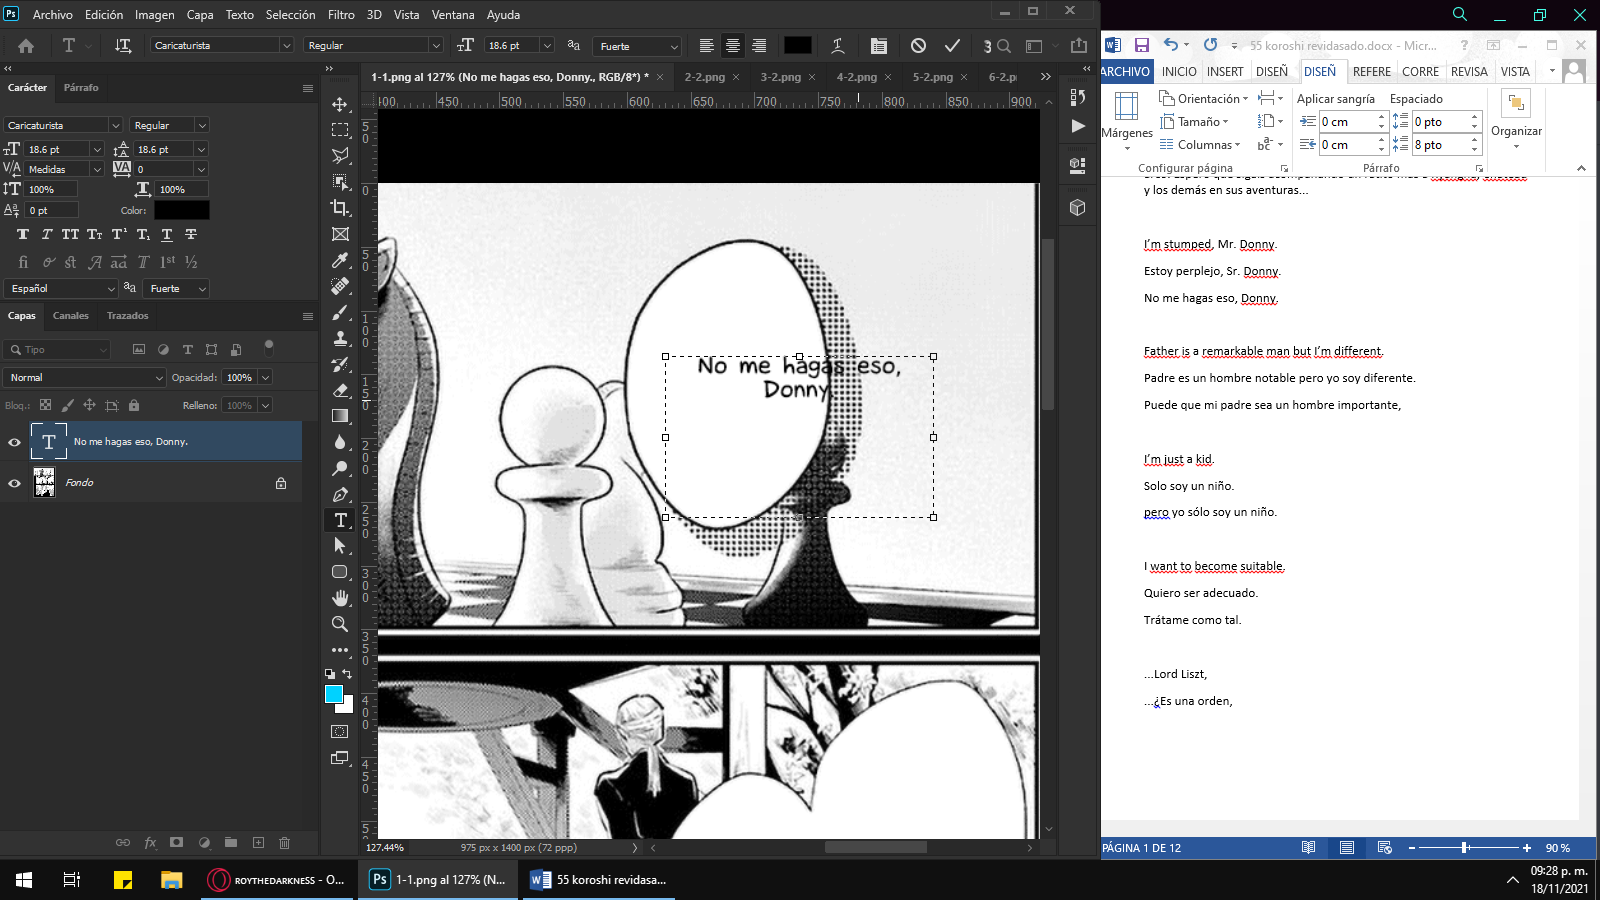 Archivo Edición Imagen Capa Texto Selección Filtro 3D Vista Ventana Ayuda
Caricaturista Regular 18.6 pt Fuerte 3
Carácter Párrafo
Caricaturista Regular
18.6 pt 18.6 pt
Medidas 0
100% 100%
0 pt Color:
Español Fuerte
Capas Canales Trazados
Tipo
Normal Opacidad: 100%
Bloq.: Relleno: 100%
No me hagas eso, Donny.
Fondo
1-1.png al 127% (No me hagas eso, Donny., RGB/8*) * 2-2.png 3-2.png 4-2.png 5-2.png
400 450 500 550 600 650 700 750 800 850 900
No me hagas eso,
Donny.
127.44% 975 px x 1400 px (72 ppp)
55 koroshi revidasado.docx - Micr...
ARCHIVO INICIO INSERT DISEÑ DISEÑ REFERE CORRE REVISA VISTA
Márgenes
Orientación
Tamaño
Columnas
Configurar página
Aplicar sangría Espaciado
0 cm 0 pto
0 cm 8 pto
Párrafo
Organizar
y los demás en sus aventuras...
I'm stumped, Mr. Donny.
Estoy perplejo, Sr. Donny.
No me hagas eso, Donny.
Father is a remarkable man but I'm different.
Padre es un hombre notable pero yo soy diferente.
Puede que mi padre sea un hombre importante,
I'm just a kid.
Solo soy un niño.
pero yo sólo soy un niño.
I want to become suitable.
Quiero ser adecuado.
Trátame como tal.
...Lord Liszt,
...¿Es una orden,
PÁGINA 1 DE 12 90 %
ROYTHEDARKNESS - O...
1-1.png al 127% (N...
55 koroshi revidasa...
09:28 p. m.
18/11/2021